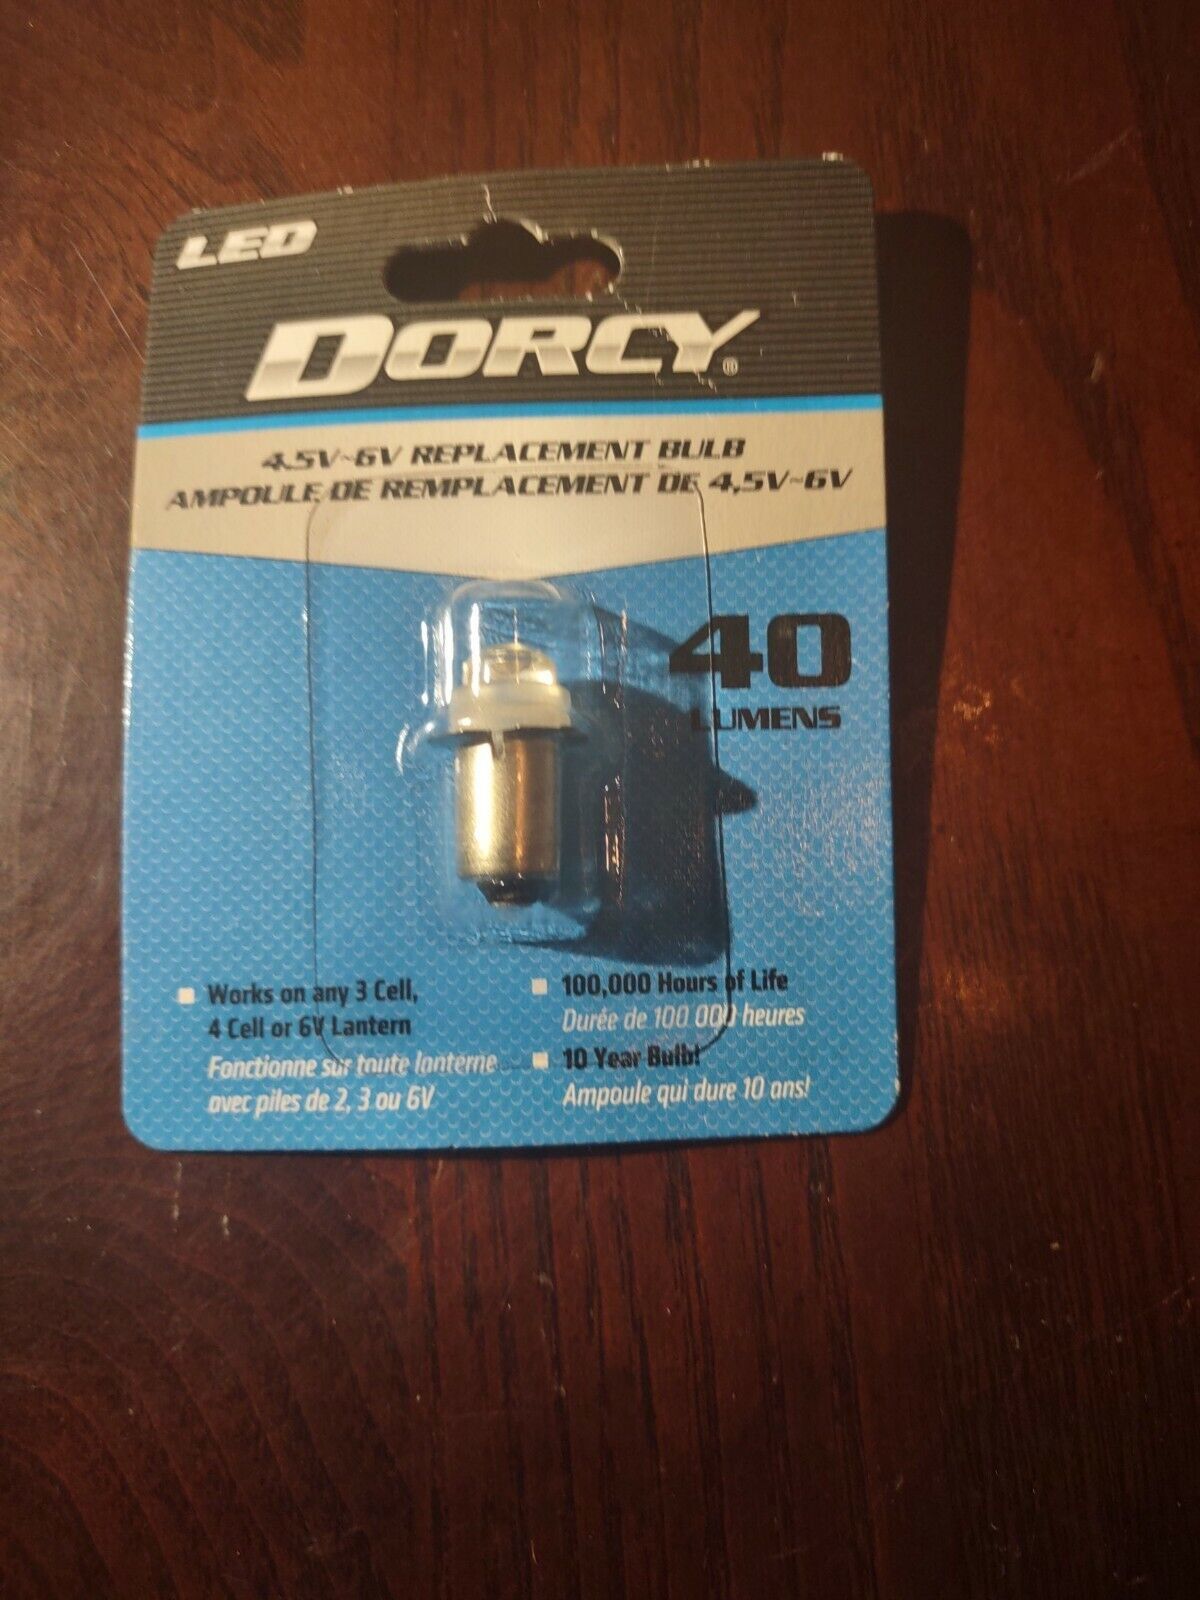 LED
DORCY®
4.5V~6V REPLACEMENT BULB
AMPOULE DE REMPLACEMENT DE 4,5V~6V
40
LUMENS
Works on any 3 Cell,
4 Cell or 6V Lantern
Fonctionne sur toute lanterne
avec piles de 2, 3 ou 6V
100,000 Hours of Life
Durée de 100 000 heures
10 Year Bulb!
Ampoule qui dure 10 ans!